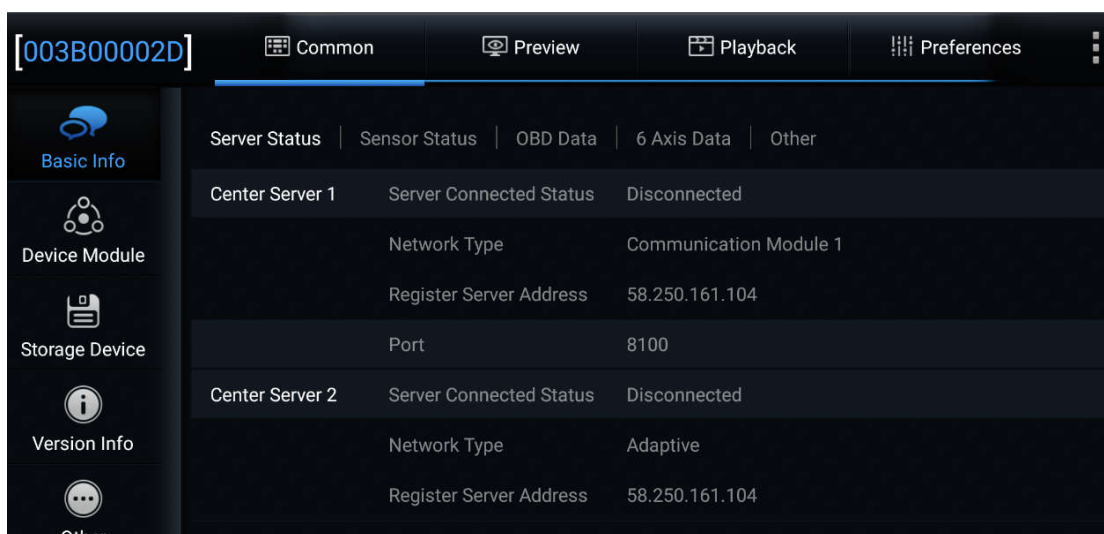 [003B00002D]
Common
Preview
Playback
Preferences
Basic Info
Device Module
Storage Device
Version Info
Server Status | Sensor Status | OBD Data | 6 Axis Data | Other
Center Server 1 Server Connected Status Disconnected
Network Type Communication Module 1
Register Server Address 58.250.161.104
Port 8100
Center Server 2 Server Connected Status Disconnected
Network Type Adaptive
Register Server Address 58.250.161.104